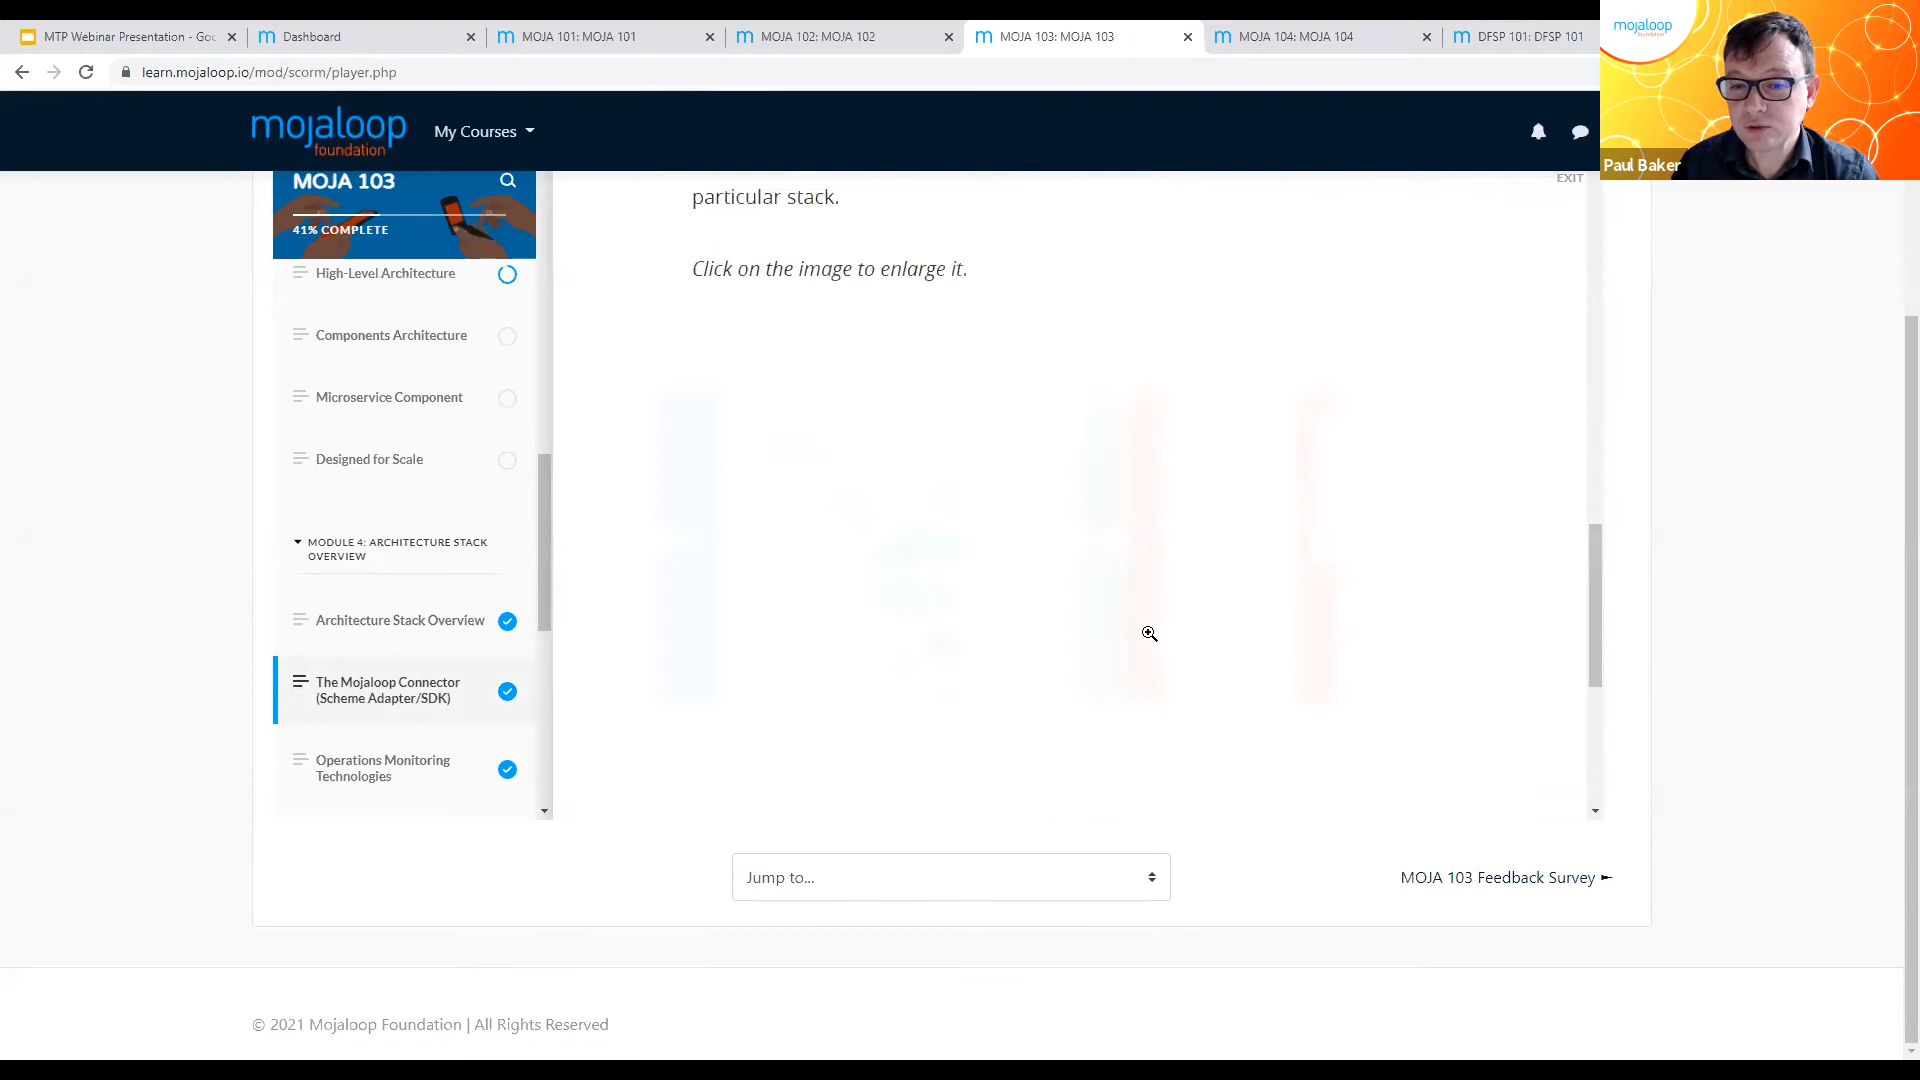 MTP Webinar Presentation - Goo
Dashboard
MOJA 101: MOJA 101
MOJA 102: MOJA 102
MOJA 103: MOJA 103
MOJA 104: MOJA 104
DFSP 101: DFSP 101
learn.mojaloop.io/mod/scorm/player.php
mojaloop
foundation
Paul Baker
mojaloop
foundation
My Courses
EXIT
MOJA 103
41% COMPLETE
High-Level Architecture
Components Architecture
Microservice Component
Designed for Scale
MODULE 4: ARCHITECTURE STACK
OVERVIEW
Architecture Stack Overview
The Mojaloop Connector
(Scheme Adapter/SDK)
Operations Monitoring
Technologies
particular stack.
Click on the image to enlarge it.
Jump to...
MOJA 103 Feedback Survey ►
© 2021 Mojaloop Foundation | All Rights Reserved